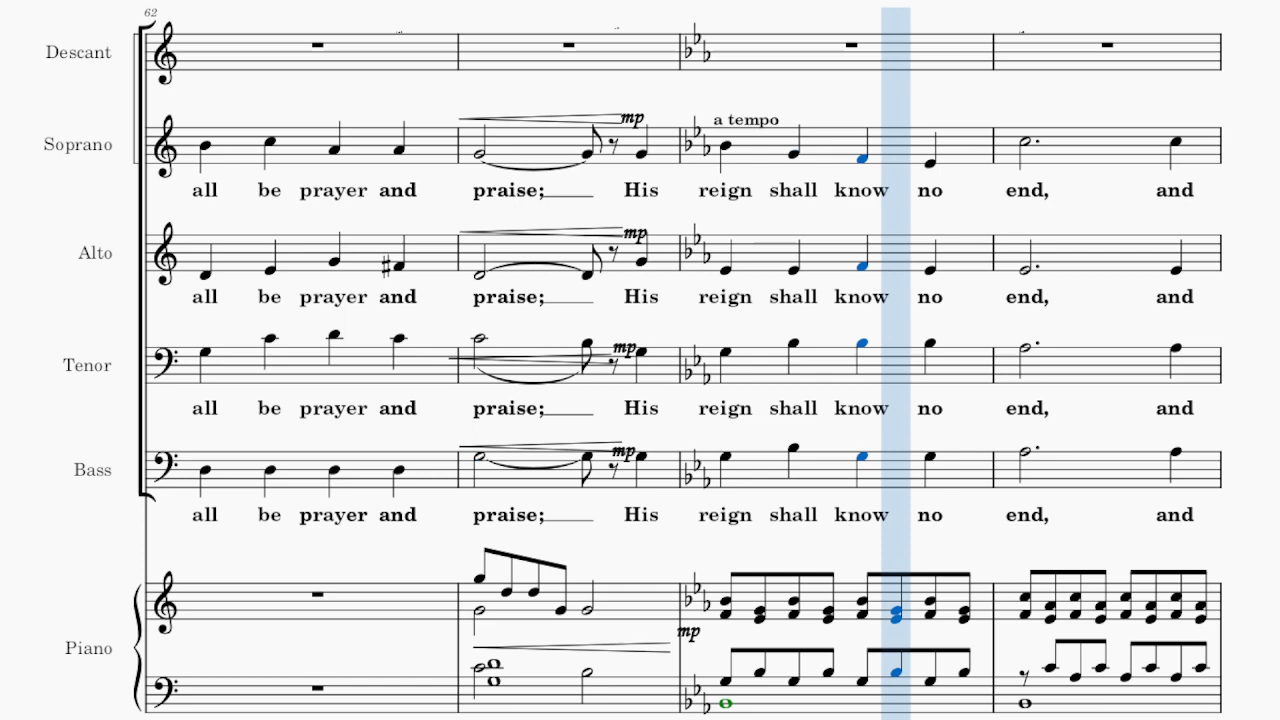 62
Descant
Soprano
mp
a tempo
all be prayer and praise; His reign shall know no end, and
Alto
mp
all be prayer and praise; His reign shall know no end, and
Tenor
mp
all be prayer and praise; His reign shall know no end, and
Bass
mp
all be prayer and praise; His reign shall know no end, and
Piano
mp